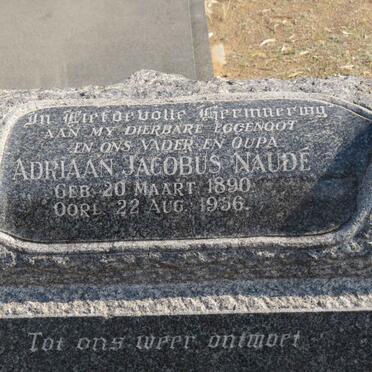 In Liefdevolle Herinnering
AAN MY DIERBARE EGGENOOT
EN ONS VADER EN OUPA
ADRIAAN JACOBUS NAUDÉ
GEB. 20 MAART 1890.
OORL. 22 AUG. 1956.
Tot ons weer ontmoet